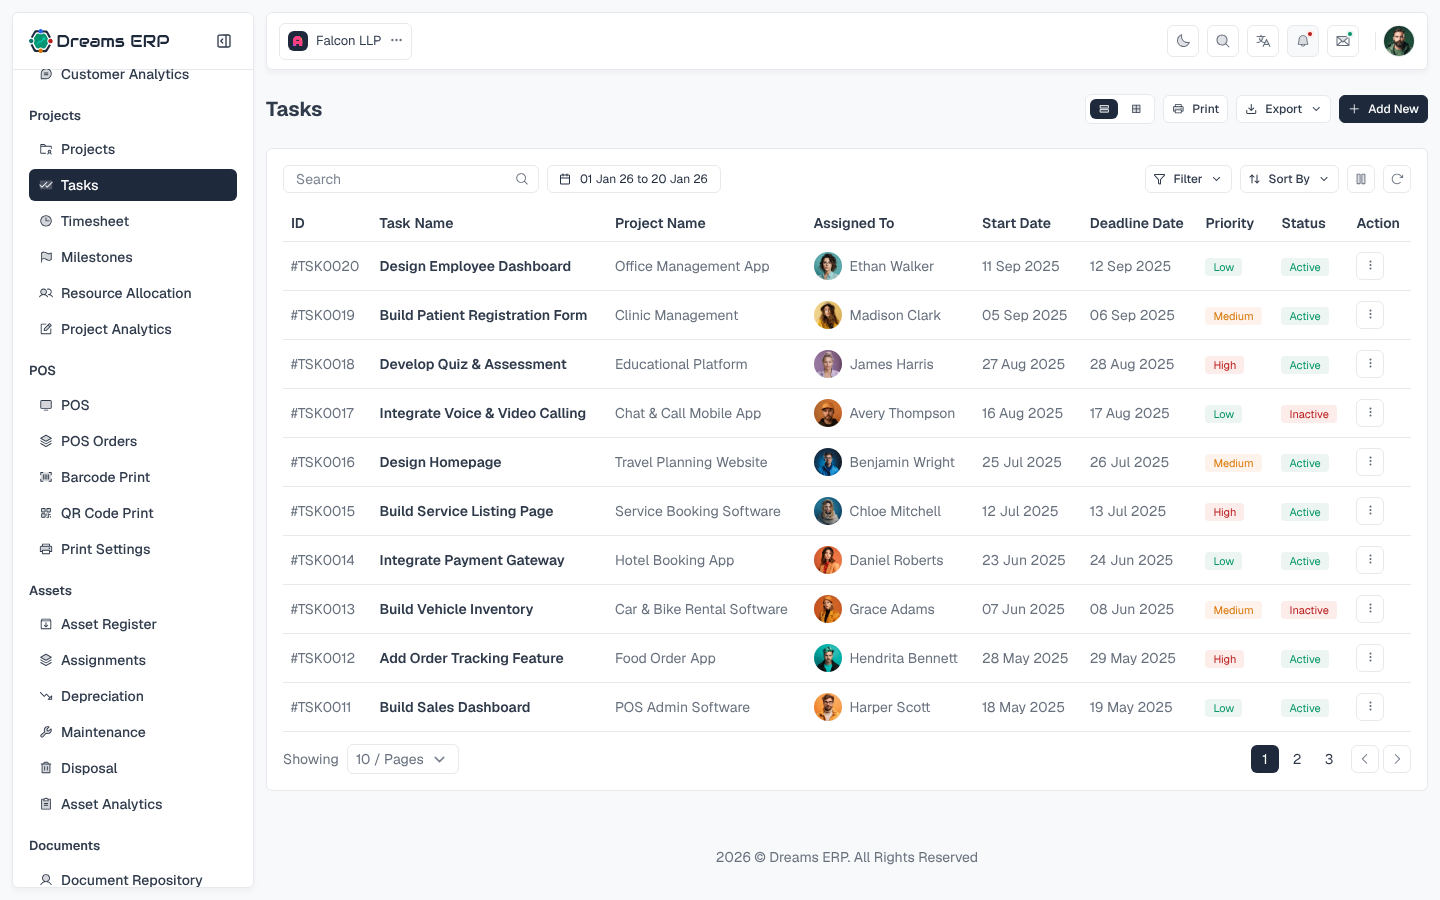 Dreams ERP
Customer Analytics
Projects
Projects
Tasks
Timesheet
Milestones
Resource Allocation
Project Analytics
POS
POS
POS Orders
Barcode Print
QR Code Print
Print Settings
Assets
Asset Register
Assignments
Depreciation
Maintenance
Disposal
Asset Analytics
Documents
Document Repository
Falcon LLP
Tasks
Print
Export
Add New
Search
01 Jan 26 to 20 Jan 26
Filter
Sort By
ID Task Name Project Name Assigned To Start Date Deadline Date Priority Status Action
#TSK0020 Design Employee Dashboard Office Management App Ethan Walker 11 Sep 2025 12 Sep 2025 Low Active
#TSK0019 Build Patient Registration Form Clinic Management Madison Clark 05 Sep 2025 06 Sep 2025 Medium Active
#TSK0018 Develop Quiz & Assessment Educational Platform James Harris 27 Aug 2025 28 Aug 2025 High Active
#TSK0017 Integrate Voice & Video Calling Chat & Call Mobile App Avery Thompson 16 Aug 2025 17 Aug 2025 Low Inactive
#TSK0016 Design Homepage Travel Planning Website Benjamin Wright 25 Jul 2025 26 Jul 2025 Medium Active
#TSK0015 Build Service Listing Page Service Booking Software Chloe Mitchell 12 Jul 2025 13 Jul 2025 High Active
#TSK0014 Integrate Payment Gateway Hotel Booking App Daniel Roberts 23 Jun 2025 24 Jun 2025 Low Active
#TSK0013 Build Vehicle Inventory Car & Bike Rental Software Grace Adams 07 Jun 2025 08 Jun 2025 Medium Inactive
#TSK0012 Add Order Tracking Feature Food Order App Hendrita Bennett 28 May 2025 29 May 2025 High Active
#TSK0011 Build Sales Dashboard POS Admin Software Harper Scott 18 May 2025 19 May 2025 Low Active
Showing 10 / Pages
1 2 3
2026 © Dreams ERP. All Rights Reserved